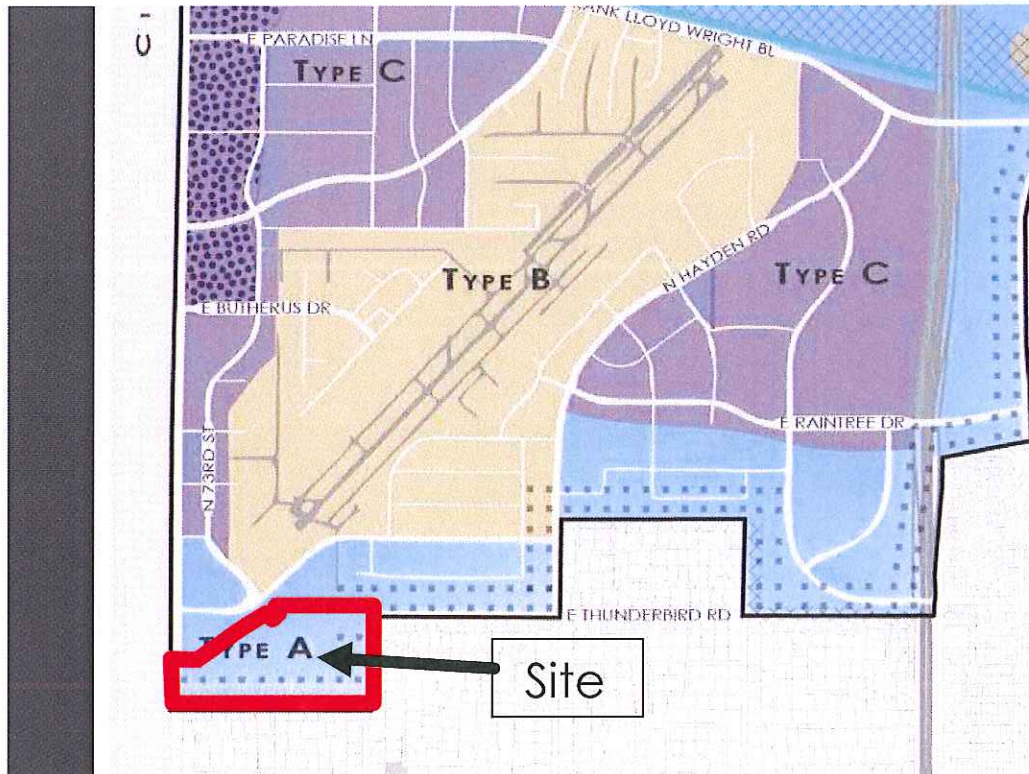 ANK LLOYD WRIGHT BL
E PARADISE LN
TYPE C
N HAYDEN RD
TYPE B
TYPE C
E BUTHERUS DR
E RAINTREE DR
N 73RD ST
E THUNDERBIRD RD
TYPE A
Site